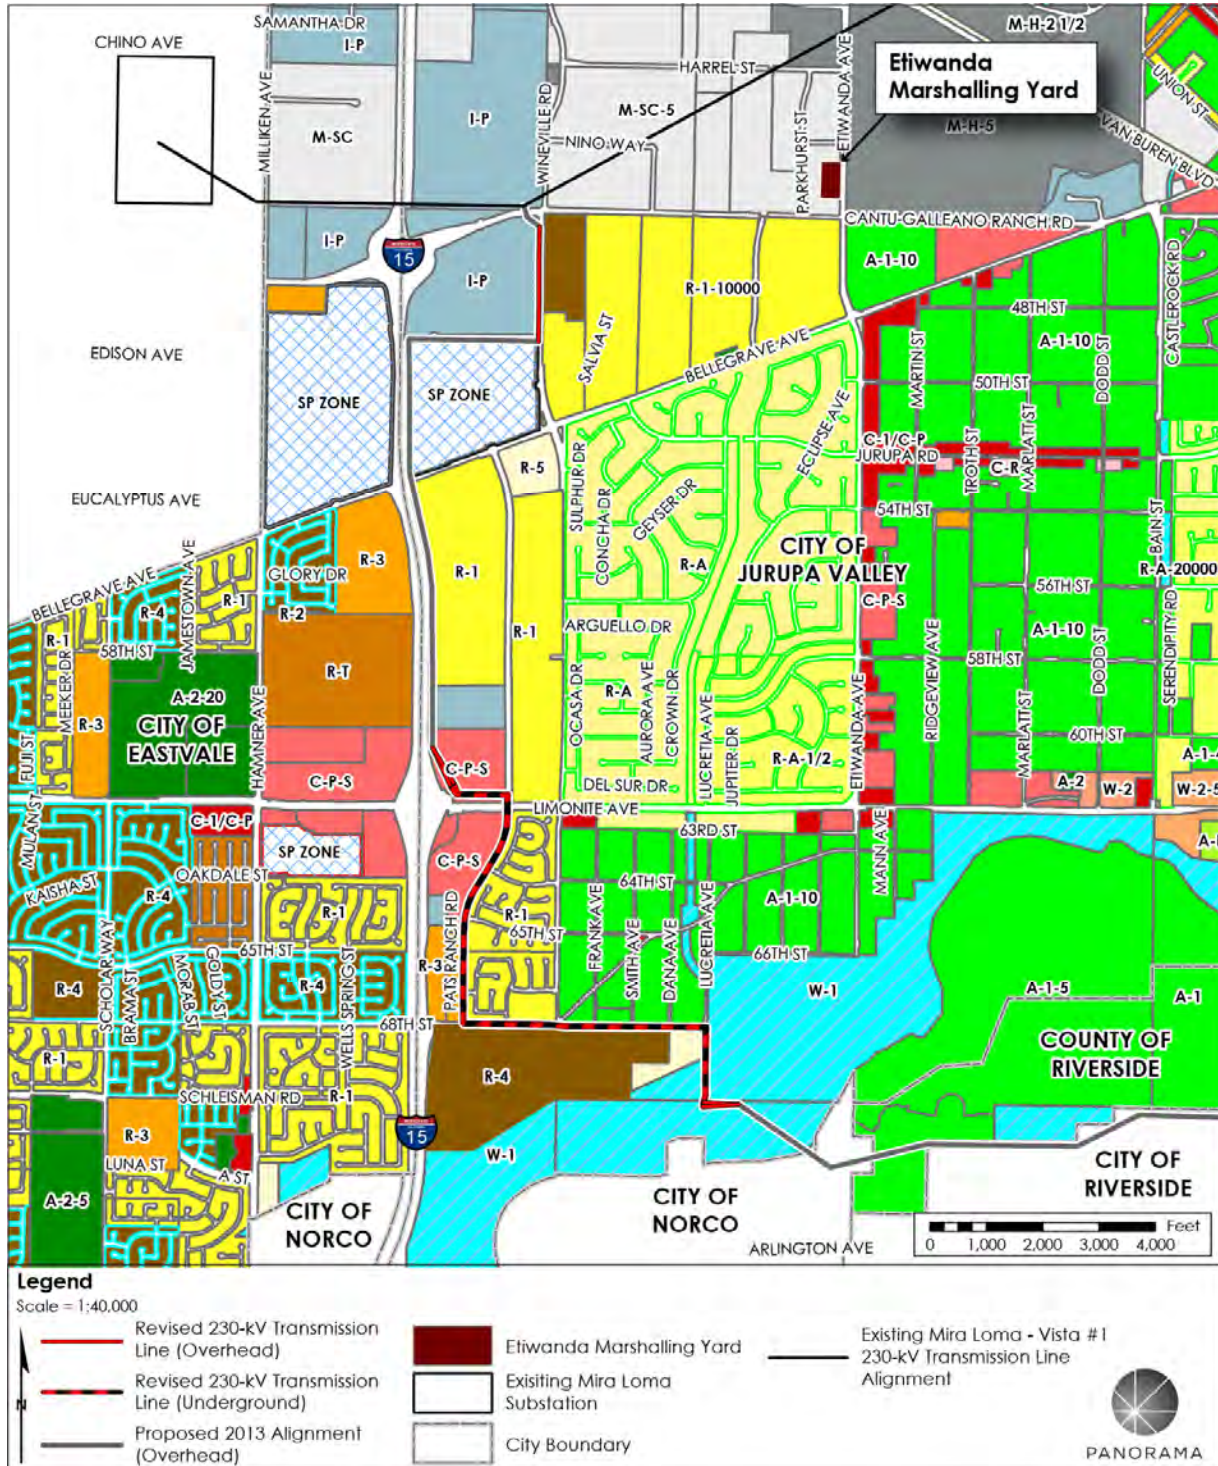 SAMANTHA DR
CHINO AVE
I-P
M-H-2 1/2
MILLIKEN AVE
WINEVILLE RD
HARREL ST
ETIWANDA AVE
Etiwanda
Marshalling Yard
UNION ST
I-P
M-SC
M-SC-5
NINO WAY
PARKHURST ST
M-H-5
VAN BUREN BLVD
CANTU-GALLEANO RANCH RD
I-P
15
I-P
R-1-10000
A-1-10
CASTLEROCK RD
48TH ST
SALVIA ST
BELLEGRAVE AVE
MARTIN ST
A-1-10
DODD ST
EDISON AVE
SP ZONE
SP ZONE
50TH ST
ECLIPSE AVE
C-1/C-P
JURUPA RD
TROTH ST
C-R
MARLATT ST
R-5
SULPHUR DR
CONCHA DR
GEYSER DR
EUCALYPTUS AVE
54TH ST
BAIN ST
CITY OF
JURUPA VALLEY
R-3
GLORY DR
R-2
R-1
R-A
R-A-20000
BELLEGRAVE AVE
JAMESTOWN AVE
R-4
R-1
R-1
58TH ST
MEEKER DR
R-1
ARGUELLO DR
C-P-S
56TH ST
A-1-10
SERENDIPITY RD
58TH ST
DODD ST
R-T
A-2-20
CITY OF
EASTVALE
R-3
FUJI ST
HAMNER AVE
OCASA DR
R-A
AURORA AVE
CROWN DR
LUCRETIA AVE
JUPITER DR
R-A-1/2
ETIWANDA AVE
RIDGEVIEW AVE
MARLATT ST
60TH ST
C-P-S
C-P-S
DEL SUR DR
LIMONITE AVE
A-2
W-2
W-2-5
MULAN ST
C-1/C-P
SP ZONE
OAKDALE ST
C-P-S
63RD ST
MANN AVE
KAISHA ST
R-4
64TH ST
A-1-10
R-1
R-1
65TH ST
FRANK AVE
SMITH AVE
DANA AVE
LUCRETIA AVE
66TH ST
PATS RANCH RD
R-3
65TH ST
SCHOLAR WAY
BRAMA ST
MORAB ST
GOLDY ST
WELLS SPRING ST
R-4
R-4
68TH ST
W-1
A-1-5
A-1
COUNTY OF
RIVERSIDE
R-1
R-4
SCHLEISMAN RD
R-1
R-3
15
W-1
LUNA ST
A ST
A-2-5
CITY OF
NORCO
CITY OF
NORCO
CITY OF
RIVERSIDE
ARLINGTON AVE
Feet
0 1,000 2,000 3,000 4,000
Legend
Scale = 1:40,000
N
Revised 230-kV Transmission
Line (Overhead)
Revised 230-kV Transmission
Line (Underground)
Proposed 2013 Alignment
(Overhead)
Etiwanda Marshalling Yard
Exisiting Mira Loma
Substation
City Boundary
Existing Mira Loma - Vista #1
230-kV Transmission Line
Alignment
PANORAMA